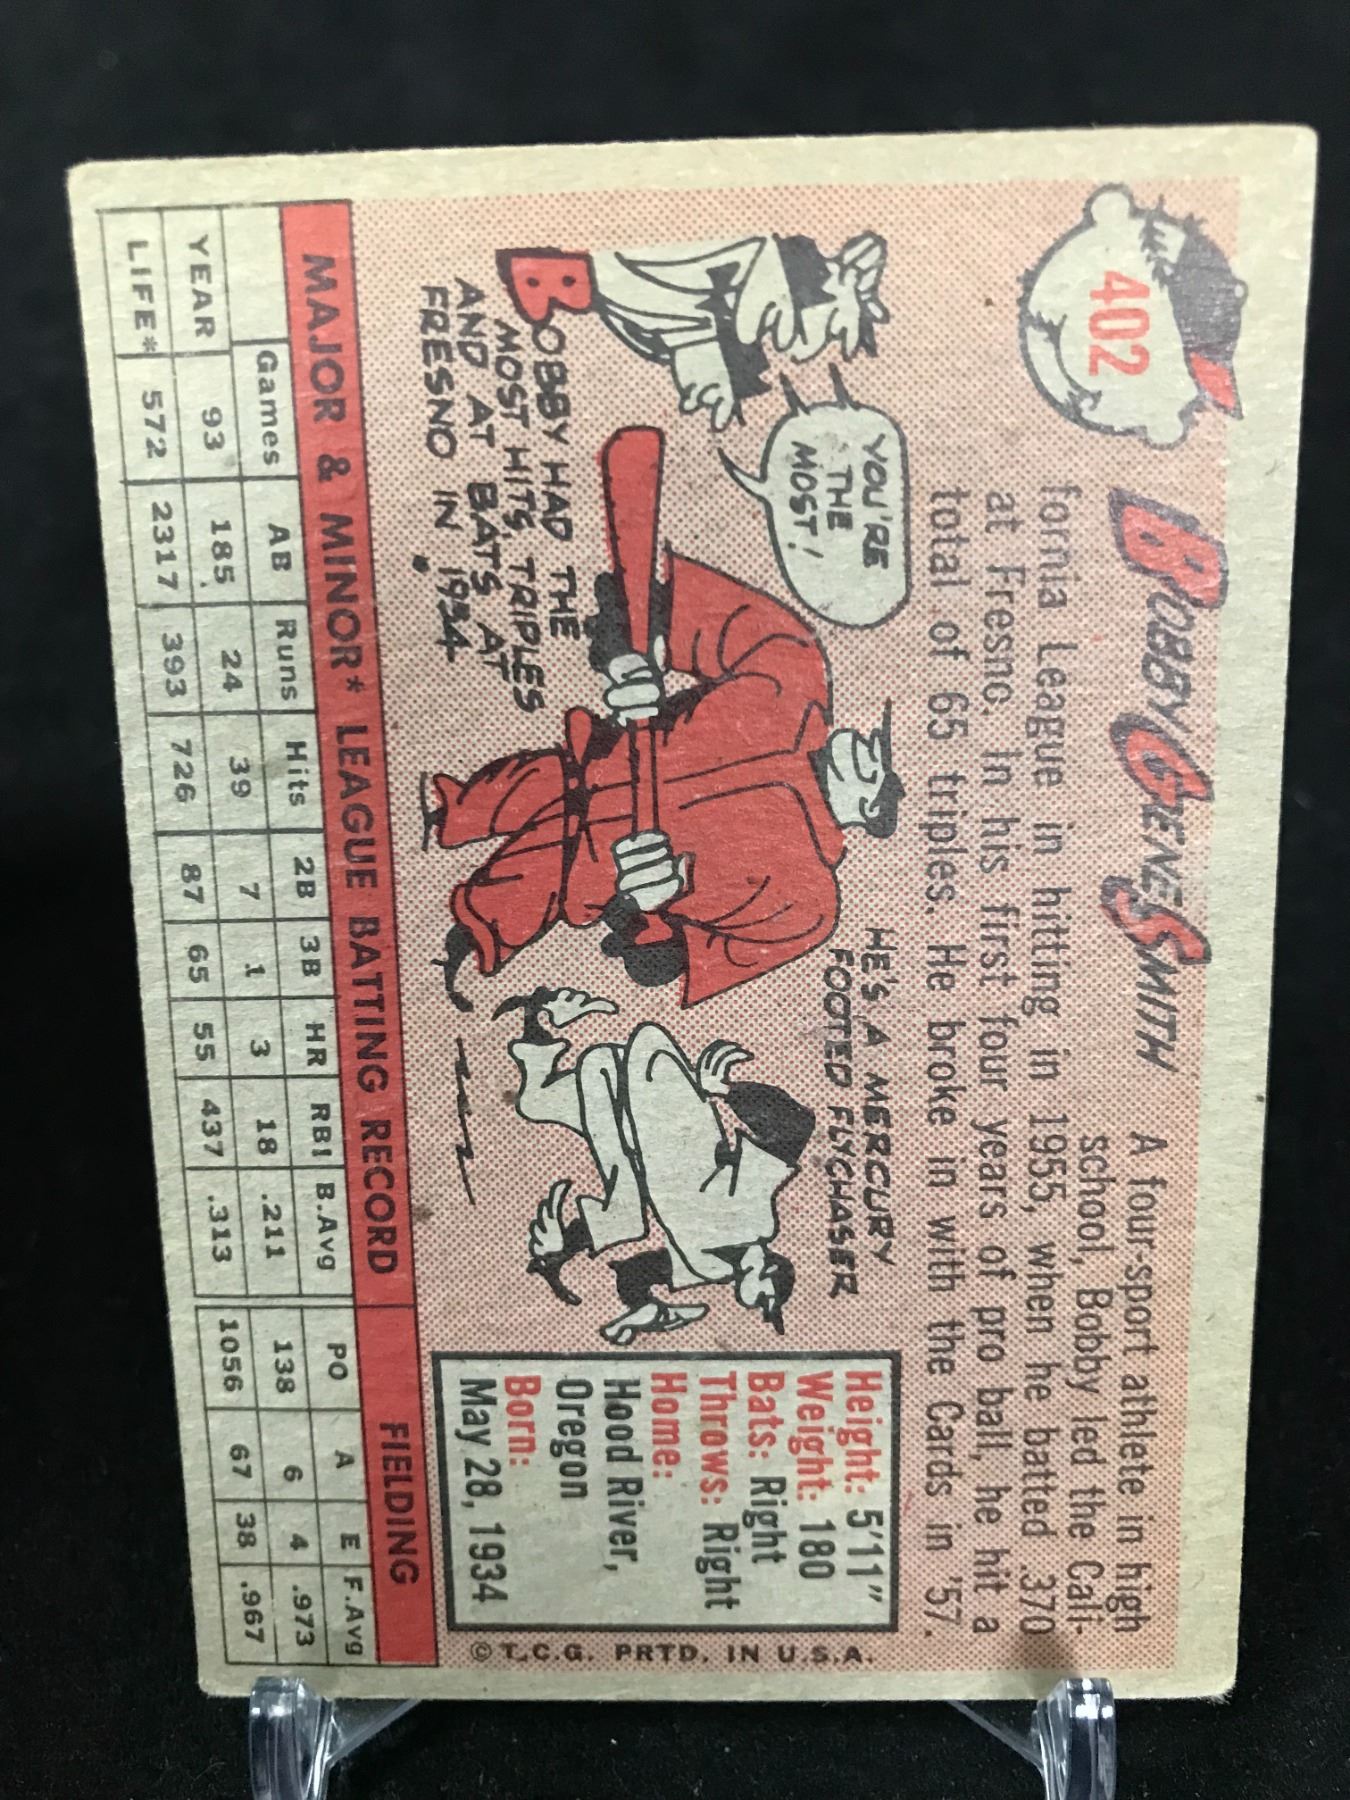 402
BOBBY GENE SMITH
A four-sport athlete in high
school, Bobby led the Cali-
fornia League in hitting in 1955, when he batted .370
at Fresno. In his first four years of pro ball, he hit a
total of 65 triples. He broke in with the Cards in '57.
YOU'RE
THE
MOST!
BOBBY HAD THE
MOST HITS, TRIPLES
AND AT BATS AT
FRESNO IN 1954
HE'S A MERCURY
FOOTED FLYCHASER
Height: 5'11"
Weight: 180
Bats: Right
Throws: Right
Home:
Hood River,
Oregon
Born:
May 28, 1934
© T.C.G. PRTD. IN U.S.A.
MAJOR & MINOR* LEAGUE BATTING RECORD FIELDING
Games AB Runs Hits 2B 3B HR RBI B.Avg PO A E F.Avg
YEAR 93 185 24 39 7 1 3 18 .211 138 6 4 .973
LIFE* 572 2317 393 726 87 65 55 437 .313 1056 67 38 .967